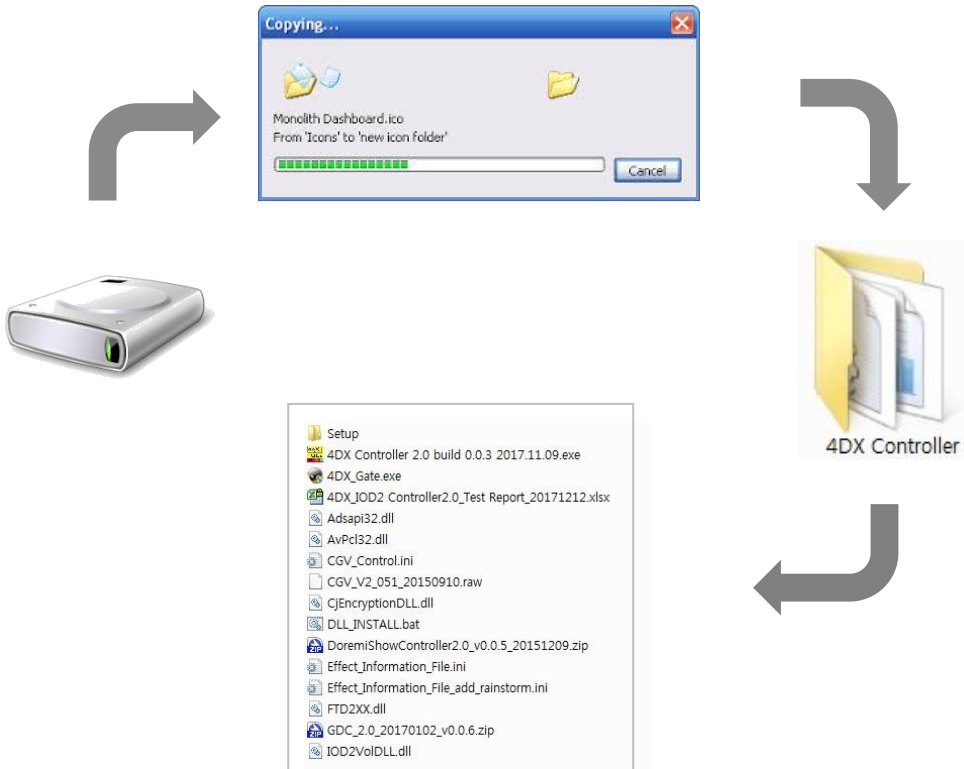 Copying...
Monolith Dashboard.ico
From 'Icons' to 'new icon folder'
Cancel
4DX Controller
Setup
4DX Controller 2.0 build 0.0.3 2017.11.09.exe
4DX_Gate.exe
4DX_IOD2 Controller2.0_Test Report_20171212.xlsx
Adsapi32.dll
AvPcl32.dll
CGV_Control.ini
CGV_V2_051_20150910.raw
CjEncryptionDLL.dll
DLL_INSTALL.bat
DoremiShowController2.0_v0.0.5_20151209.zip
Effect_Information_File.ini
Effect_Information_File_add_rainstorm.ini
FTD2XX.dll
GDC_2.0_20170102_v0.0.6.zip
IOD2VolDLL.dll